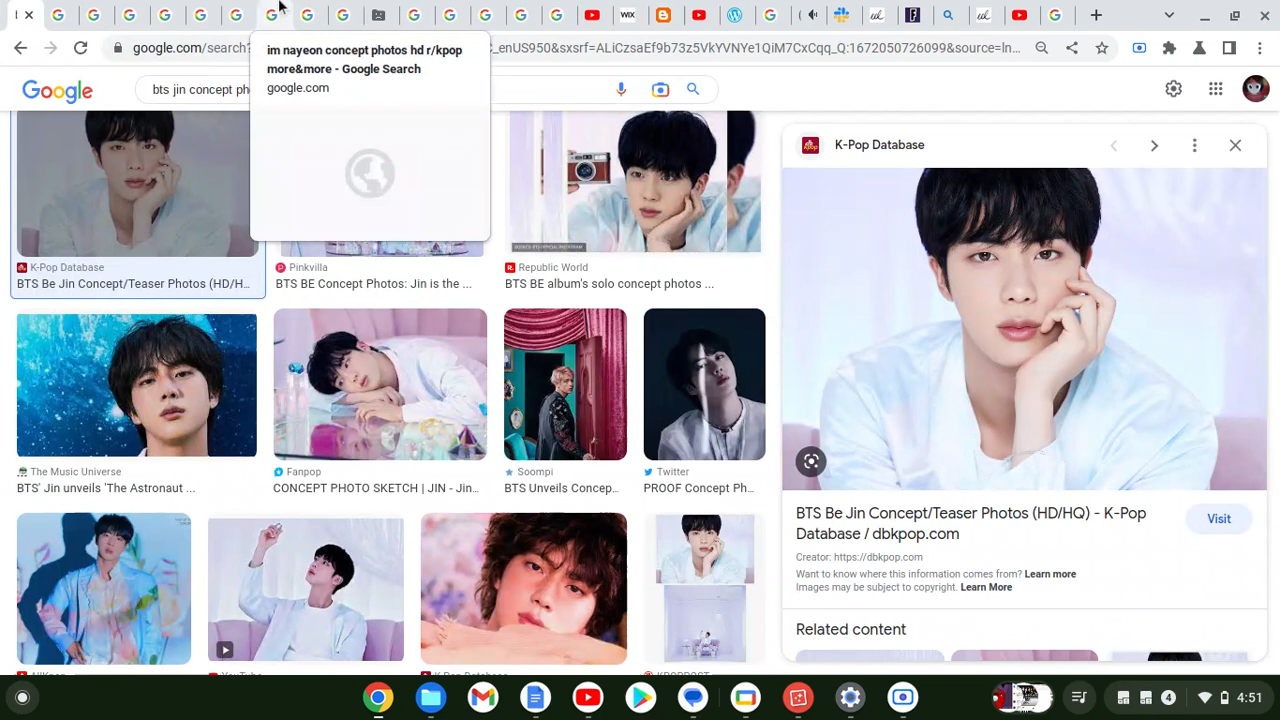 im nayeon concept photos hd r/kpop
more&more - Google Search
google.com
google.com/search?
C_enUS950&sxsrf=ALiCzsaEf9b73z5VkYVNYe1QiM7CxCqq_Q:1672050726099&source=ln...
Google
bts jin concept pho
K-Pop Database
BTS Be Jin Concept/Teaser Photos (HD/H...
Pinkvilla
BTS BE Concept Photos: Jin is the ...
Republic World
BTS BE album's solo concept photos ...
The Music Universe
BTS' Jin unveils 'The Astronaut ...
Fanpop
CONCEPT PHOTO SKETCH | JIN - Jin...
Soompi
BTS Unveils Concep...
Twitter
PROOF Concept Ph...
K-Pop Database
BTS Be Jin Concept/Teaser Photos (HD/HQ) - K-Pop
Database / dbkpop.com
Visit
Creator: https://dbkpop.com
Want to know where this information comes from? Learn more
Images may be subject to copyright. Learn More
Related content
WIX
4
4:51